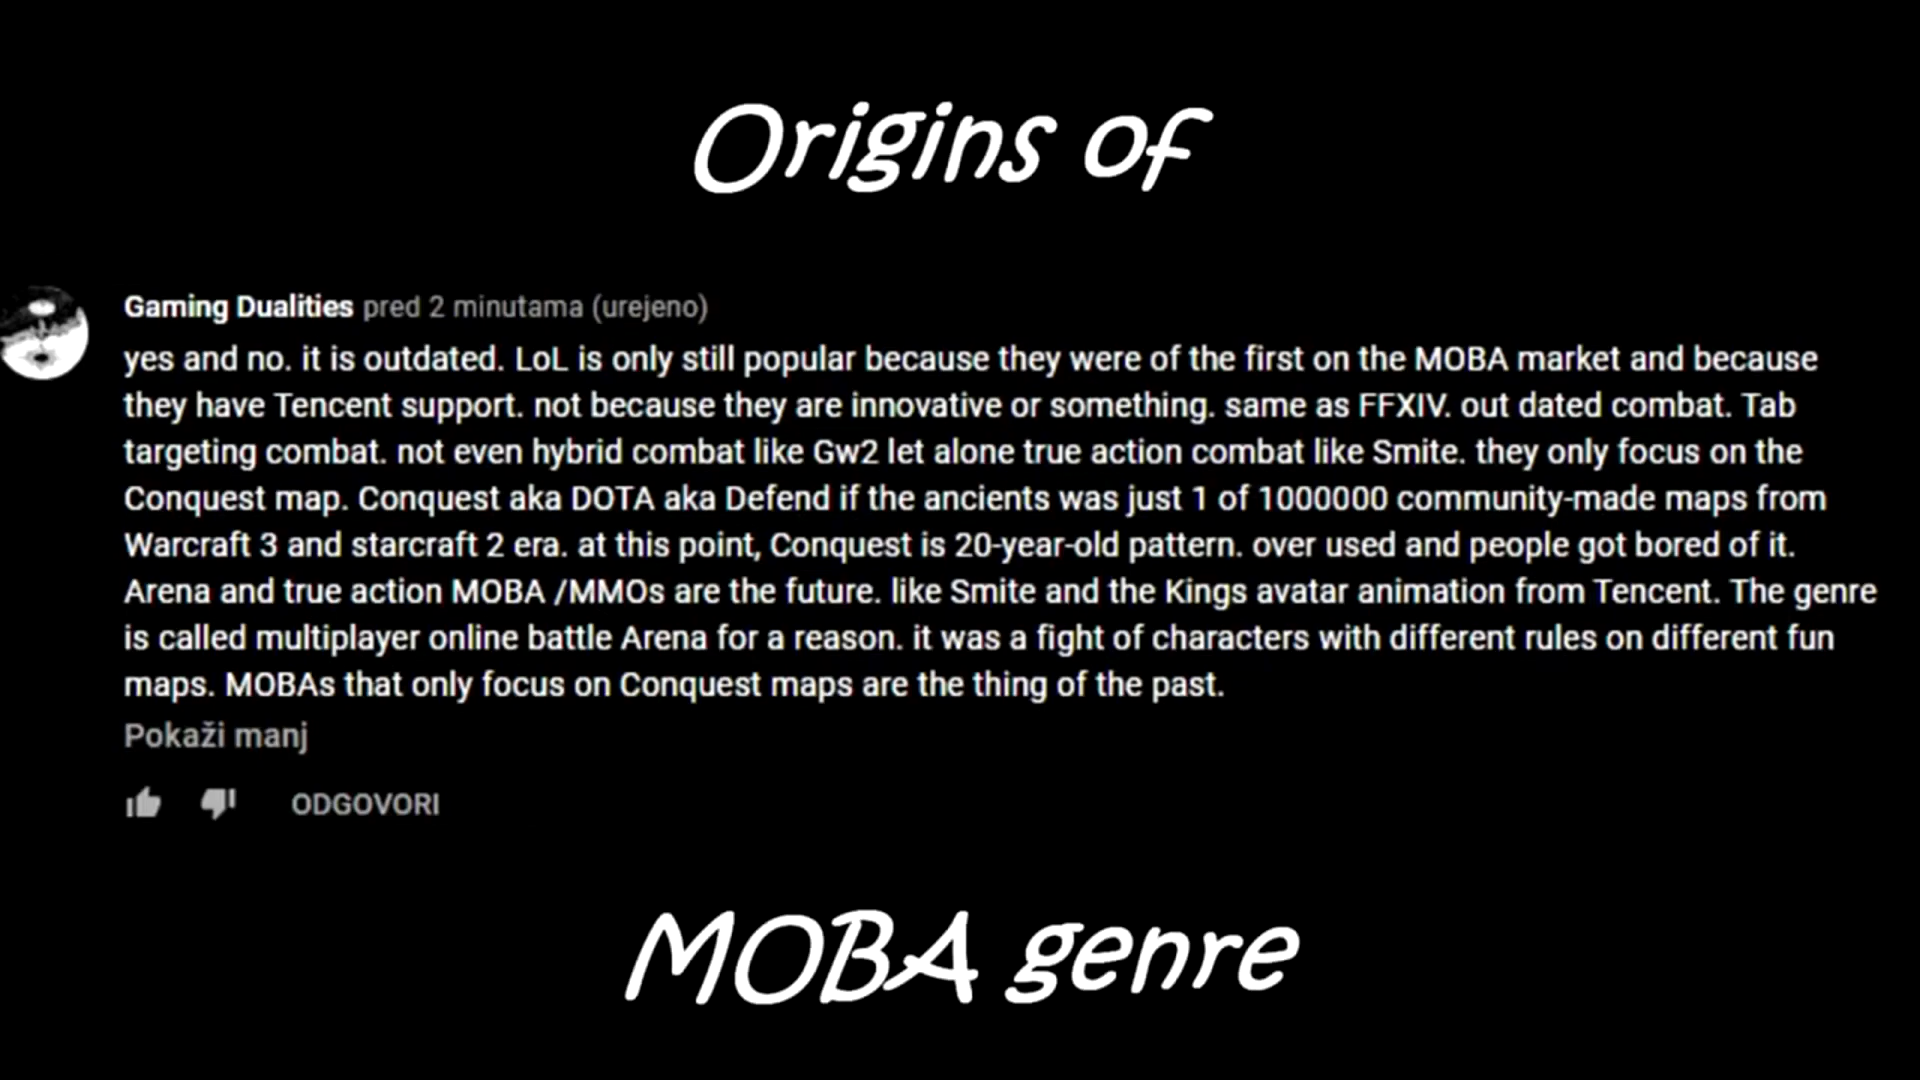 Origins of
Gaming Dualities pred 2 minutama (urejeno)
yes and no. it is outdated. LoL is only still popular because they were of the first on the MOBA market and because
they have Tencent support. not because they are innovative or something. same as FFXIV. out dated combat. Tab
targeting combat. not even hybrid combat like Gw2 let alone true action combat like Smite. they only focus on the
Conquest map. Conquest aka DOTA aka Defend if the ancients was just 1 of 1000000 community-made maps from
Warcraft 3 and starcraft 2 era. at this point, Conquest is 20-year-old pattern. over used and people got bored of it.
Arena and true action MOBA /MMOs are the future. like Smite and the Kings avatar animation from Tencent. The genre
is called multiplayer online battle Arena for a reason. it was a fight of characters with different rules on different fun
maps. MOBAs that only focus on Conquest maps are the thing of the past.
Pokaži manj
ODGOVORI
MOBA genre